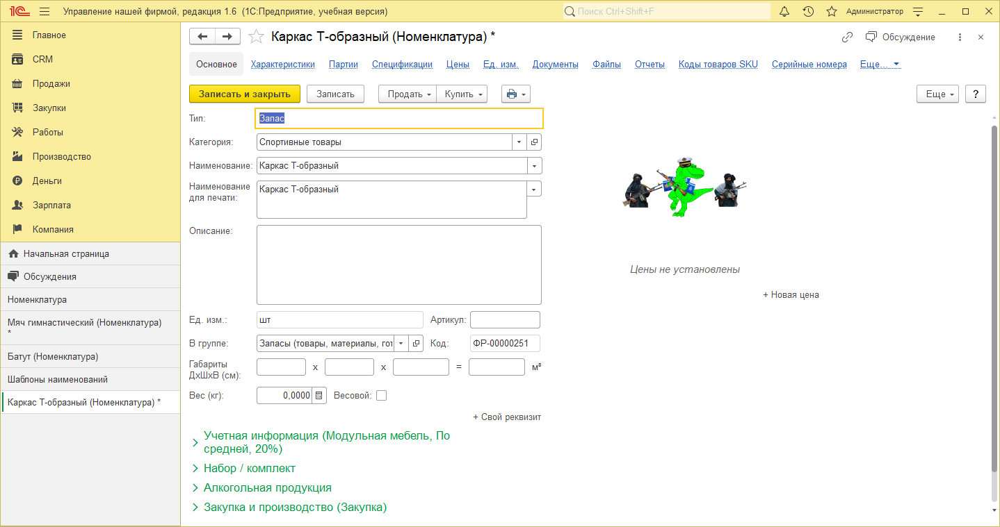 1С Управление нашей фирмой, редакция 1.6 (1С:Предприятие, учебная версия)
Поиск Ctrl+Shift+F
Администратор
Главное
CRM
Продажи
Закупки
Работы
Производство
Деньги
Зарплата
Компания
Начальная страница
Обсуждения
Номенклатура
Мяч гимнастический (Номенклатура)
*
Батут (Номенклатура)
Шаблоны наименований
Каркас Т-образный (Номенклатура) *
Каркас Т-образный (Номенклатура) *
Обсуждение
Основное Характеристики Партии Спецификации Цены Ед. изм. Документы Файлы Отчеты Коды товаров SKU Серийные номера Еще...
Записать и закрыть Записать Продать Купить Еще ?
Тип: Запас
Категория: Спортивные товары
Наименование: Каркас Т-образный
Наименование
для печати:
Каркас Т-образный
Описание:
Ед. изм.: шт Артикул:
В группе: Запасы (товары, материалы, гот Код: ФР-00000251
Габариты
ДхШхВ (см):
x x = м³
Вес (кг): 0,0000 Весовой:
+ Свой реквизит
Учетная информация (Модульная мебель, По
средней, 20%)
Набор / комплект
Алкогольная продукция
Закупка и производство (Закупка)
Цены не установлены
+ Новая цена